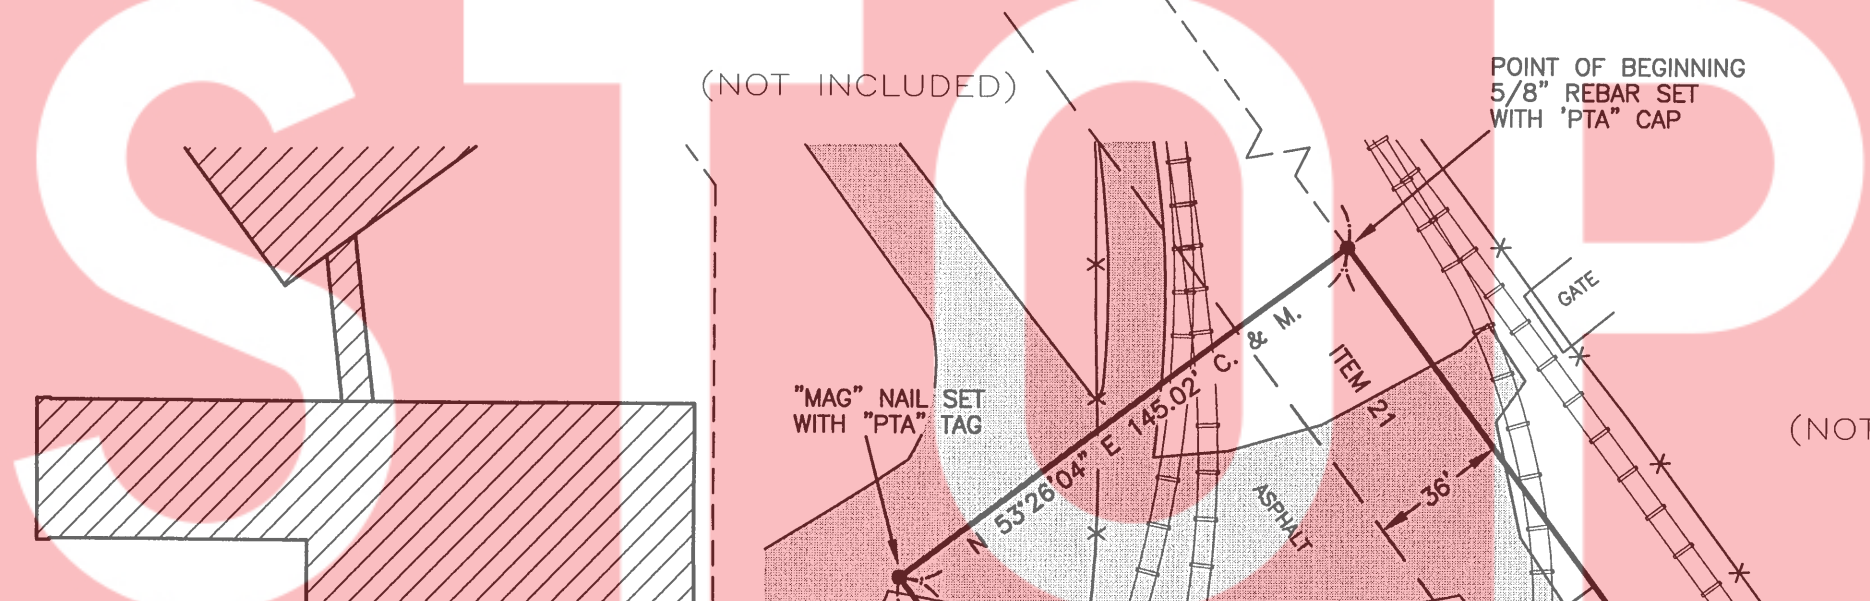 STOP
(NOT INCLUDED)
POINT OF BEGINNING
5/8" REBAR SET
WITH 'PTA" CAP
GATE
"MAG" NAIL SET
WITH "PTA" TAG
N 53°26'04" E 145.02' C. & M.
ITEM 21
(NOT
36'
ASPHALT